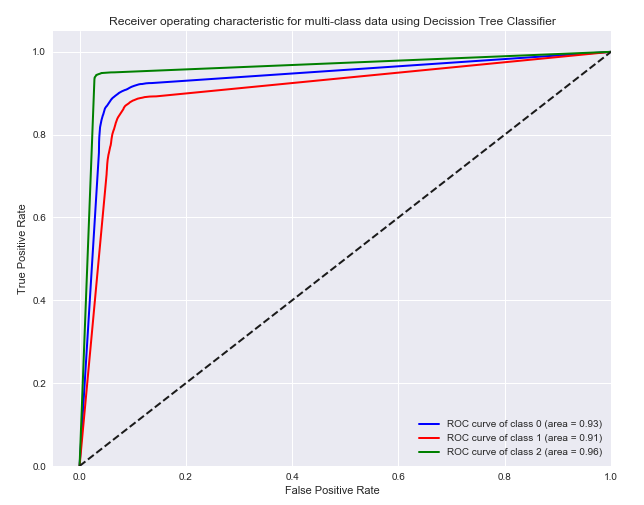 Receiver operating characteristic for multi-class data using Decission Tree Classifier
1.0
0.8
0.6
0.4
0.2
0.0
True Positive Rate
ROC curve of class 0 (area = 0.93)
ROC curve of class 1 (area = 0.91)
ROC curve of class 2 (area = 0.96)
0.0 0.2 0.4 0.6 0.8 1.0
False Positive Rate